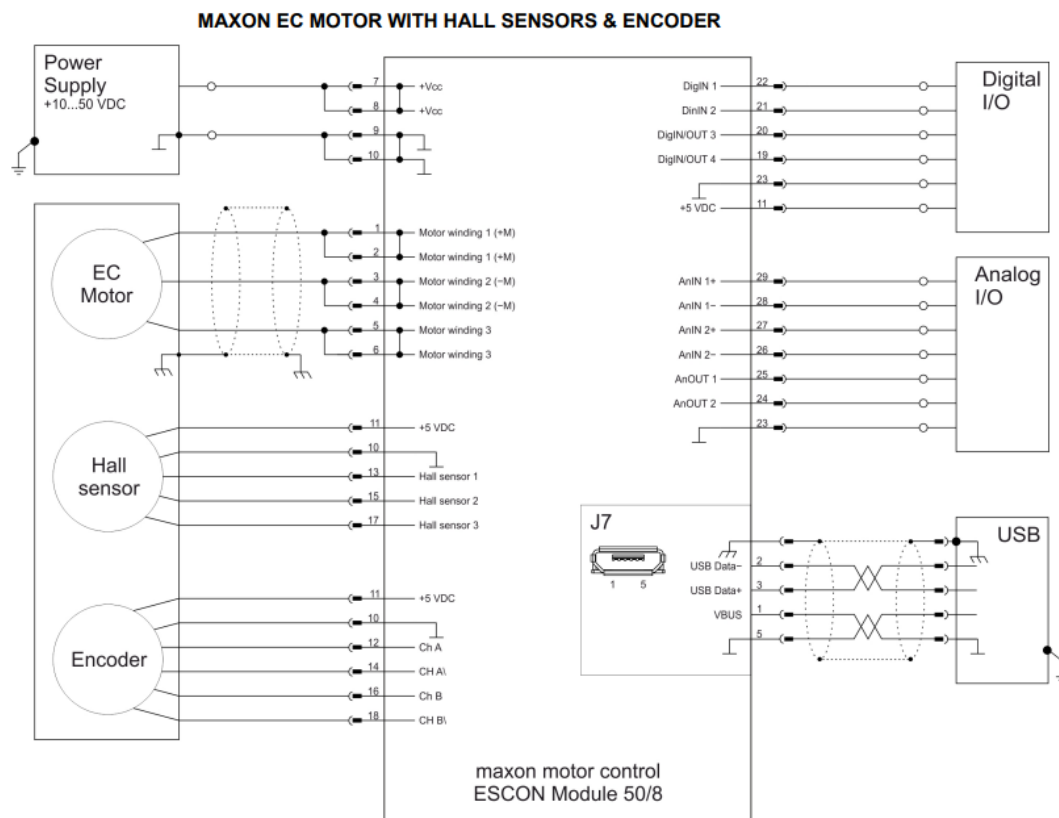 MAXON EC MOTOR WITH HALL SENSORS & ENCODER
Power
Supply
+10...50 VDC
7 +Vcc
8 +Vcc
9
10
EC
Motor
1 Motor winding 1 (+M)
2 Motor winding 1 (+M)
3 Motor winding 2 (−M)
4 Motor winding 2 (−M)
5 Motor winding 3
6 Motor winding 3
Hall
sensor
11 +5 VDC
10
13 Hall sensor 1
15 Hall sensor 2
17 Hall sensor 3
Encoder
11 +5 VDC
10
12 Ch A
14 CH A\
16 Ch B
18 CH B\
DigIN 1 22
DinIN 2 21
DigIN/OUT 3 20
DigIN/OUT 4 19
23
+5 VDC 11
Digital
I/O
AnIN 1+ 29
AnIN 1− 28
AnIN 2+ 27
AnIN 2− 26
AnOUT 1 25
AnOUT 2 24
23
Analog
I/O
J7
1 5
USB Data− 2
USB Data+ 3
VBUS 1
5
USB
maxon motor control
ESCON Module 50/8